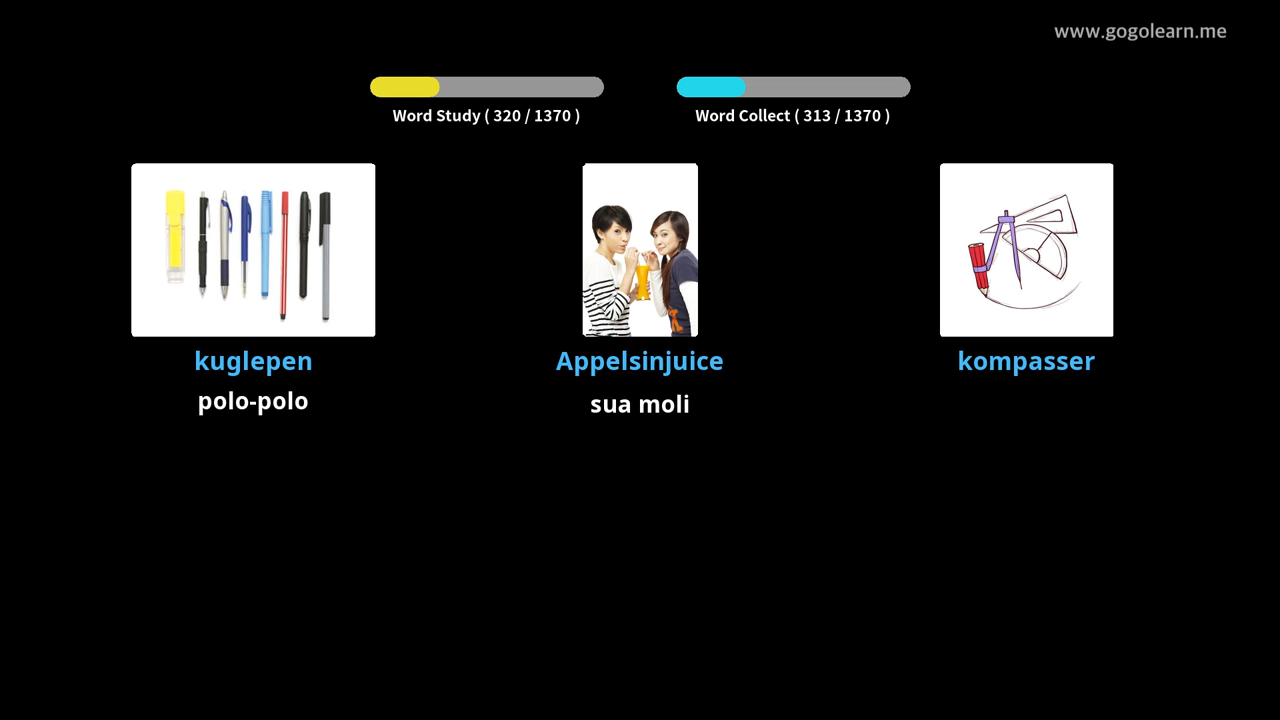 www.gogolearn.me
Word Study ( 320 / 1370 )
Word Collect ( 313 / 1370 )
kuglepen
polo-polo
Appelsinjuice
sua moli
kompasser